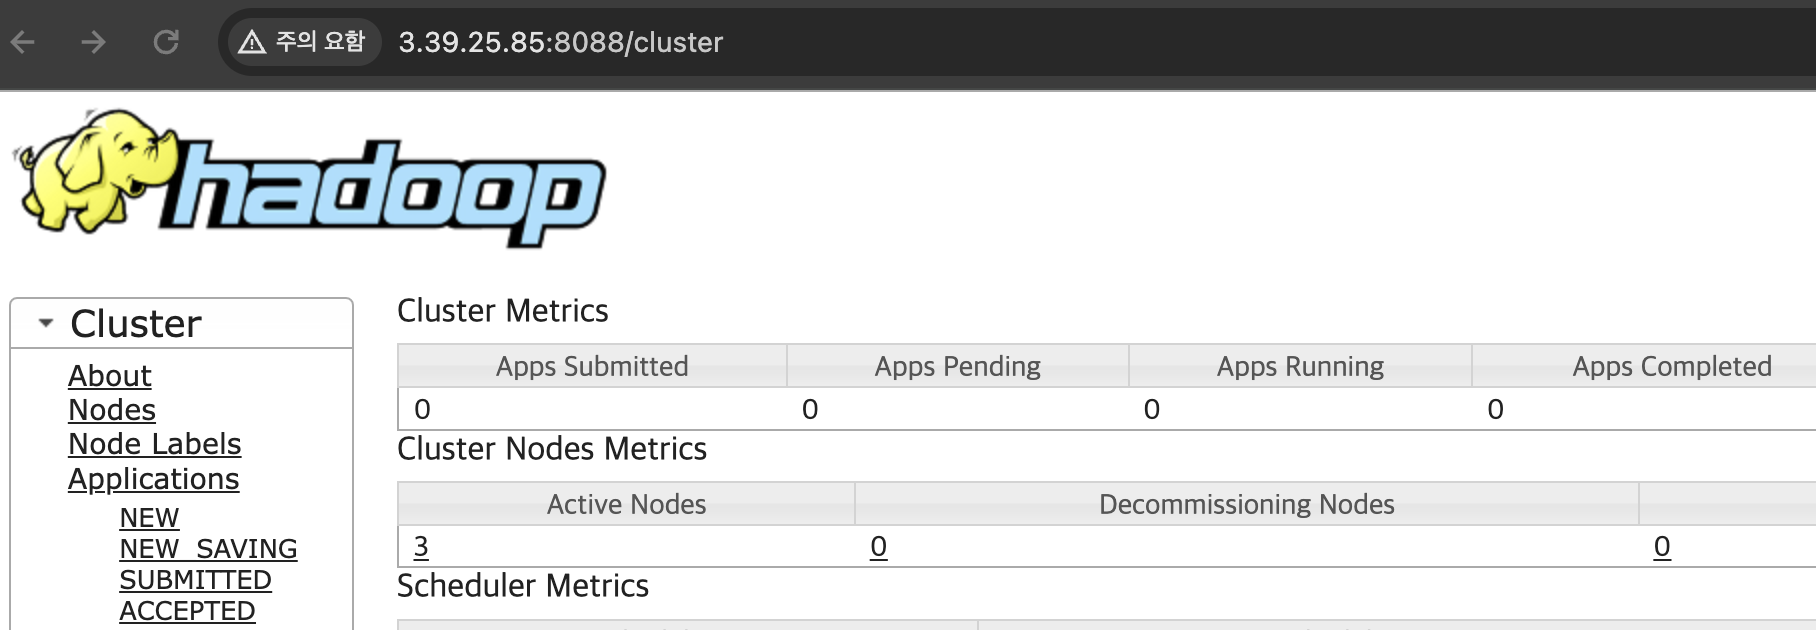 주의 요함 3.39.25.85:8088/cluster
hadoop
Cluster
About
Nodes
Node Labels
Applications
NEW
NEW_SAVING
SUBMITTED
ACCEPTED
Cluster Metrics
Apps Submitted Apps Pending Apps Running Apps Completed
0 0 0 0
Cluster Nodes Metrics
Active Nodes Decommissioning Nodes
3 0 0
Scheduler Metrics